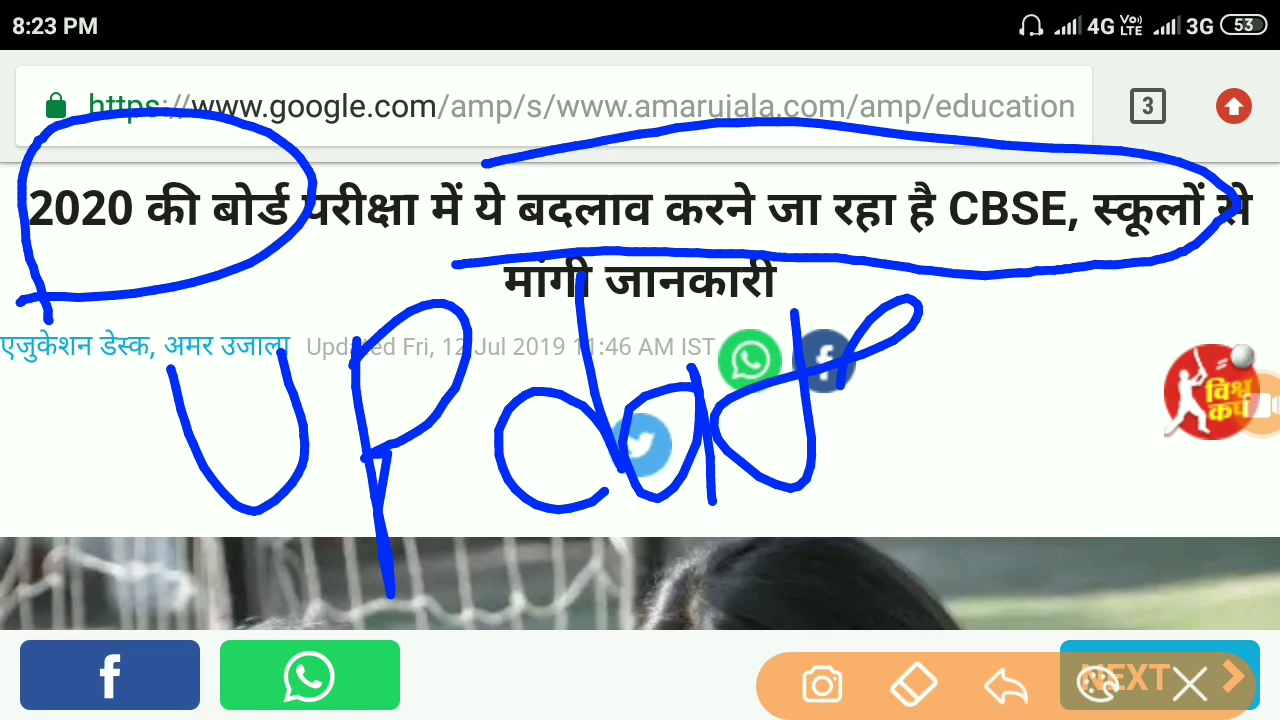 8:23 PM 4G VoLTE 3G 53
https://www.google.com/amp/s/www.amarujala.com/amp/education 3
2020 की बोर्ड परीक्षा में ये बदलाव करने जा रहा है CBSE, स्कूलों से
मांगी जानकारी
एजुकेशन डेस्क, अमर उजाला Updated Fri, 12 Jul 2019 11:46 AM IST
Update
विश्व
कप
f
NEXT